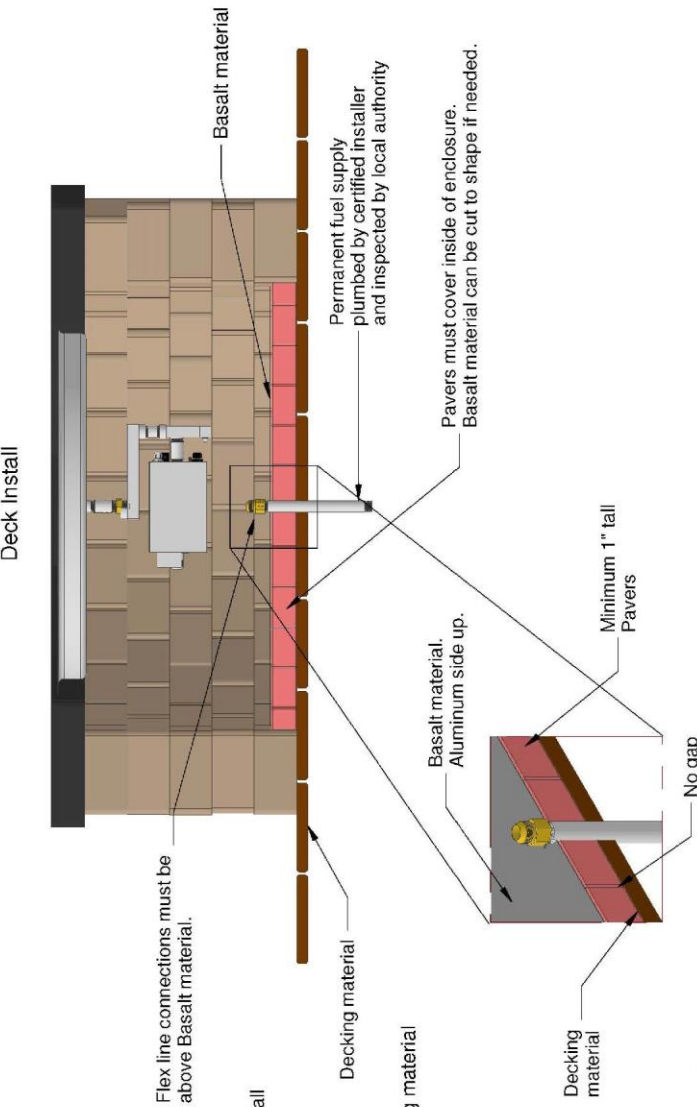 Deck Install
Basalt material
Permanent fuel supply
plumbed by certified installer
and inspected by local authority
Pavers must cover inside of enclosure.
Basalt material can be cut to shape if needed.
Flex line connections must be
above Basalt material.
all
Decking material
g material
Basalt material.
Aluminum side up.
Minimum 1" tall
Pavers
Decking
material
No gap